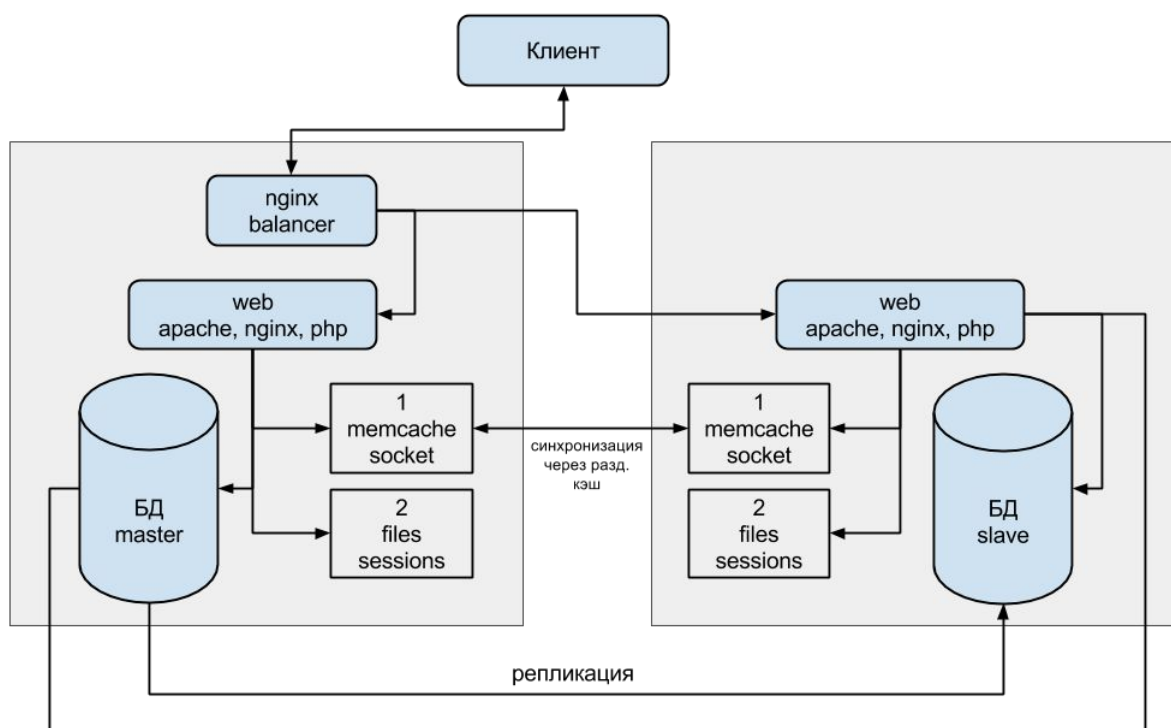 Клиент
nginx
balancer
web
apache, nginx, php
web
apache, nginx, php
1
memcache
socket
синхронизация
через разд.
кэш
1
memcache
socket
БД
master
2
files
sessions
2
files
sessions
БД
slave
репликация